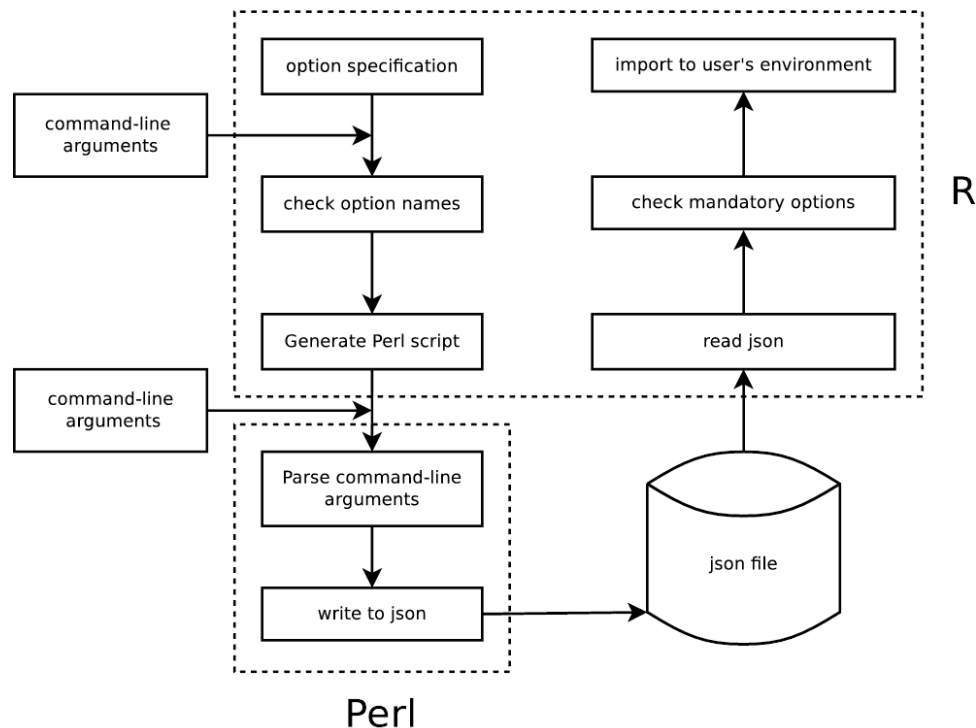 option specification
import to user's environment
command-line
arguments
check option names
check mandatory options
R
Generate Perl script
read json
command-line
arguments
Parse command-line
arguments
json file
write to json
Perl